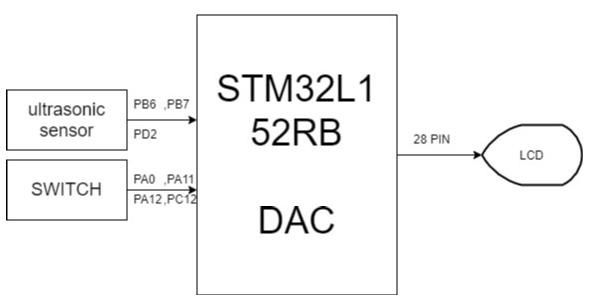 STM32L1
52RB
DAC
ultrasonic
sensor
PB6 ,PB7
PD2
SWITCH
PA0 ,PA11
PA12,PC12
28 PIN
LCD